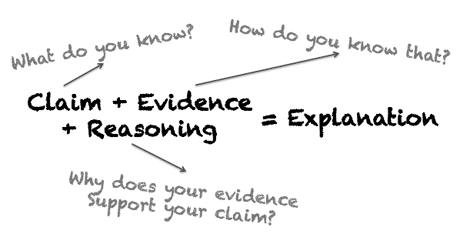 What do you know?
How do you know that?
Claim + Evidence
+ Reasoning
= Explanation
Why does your evidence
Support your claim?